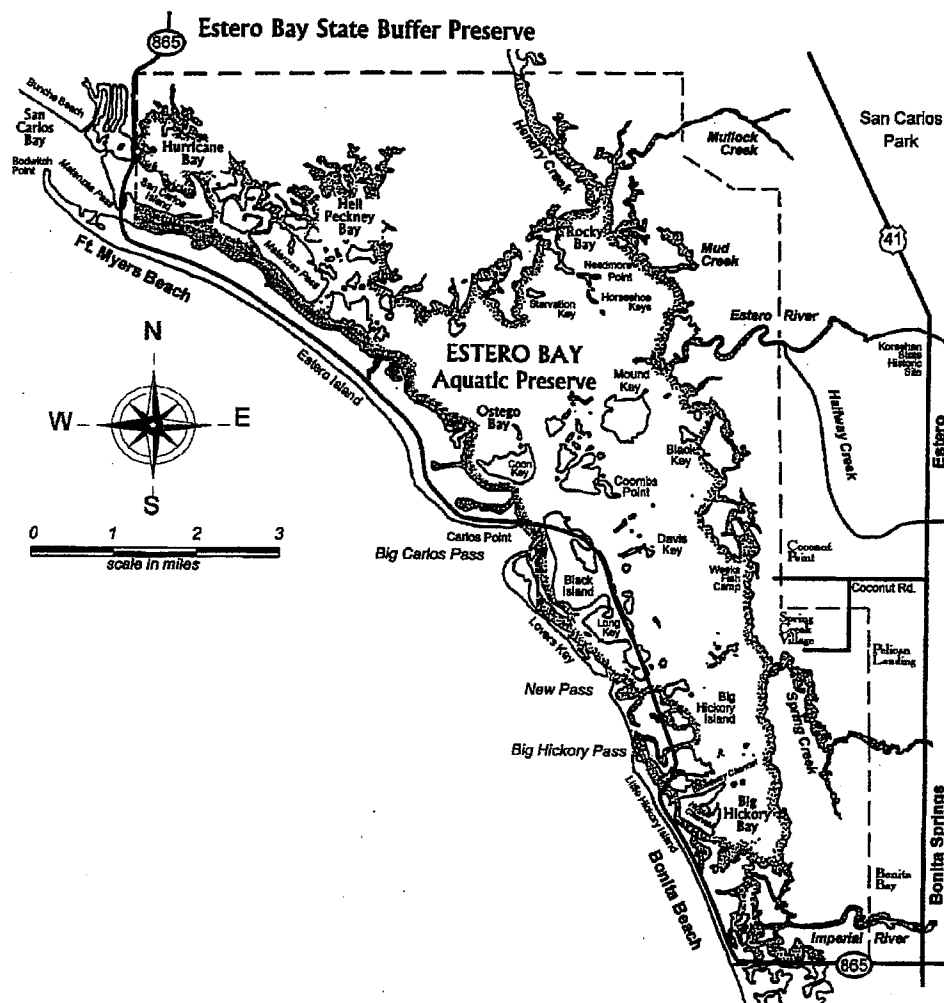 Estero Bay State Buffer Preserve
865
Bunche Beach
San
Carlos
Bay
Hurricane
Bay
Bodwitch
Point
Matanzas Pass
San Carlos
Island
Hell
Peckney
Bay
Matanzas Pass
Hendry Creek
Mullock
Creek
San Carlos
Park
41
Rocky
Bay
Mud
Creek
Needmore
Point
Starvation
Key
Horseshoe
Keys
Ft. Myers Beach
Estero Island
Estero River
Koreshan
State
Historic
Site
ESTERO BAY
Aquatic Preserve
Mound
Key
Halfway Creek
Estero
N
W
E
S
Ostego
Bay
Coon
Key
Black
Key
Coombs
Point
0 1 2 3
scale in miles
Carlos Point
Big Carlos Pass
Davis
Key
Weeks
Fish
Camp
Coconut
Point
Coconut Rd.
Black
Island
Long
Key
Lovers Key
Spring
Creek
Village
Pelican
Landing
New Pass
Big
Hickory
Island
Spring Creek
Big Hickory Pass
Little Hickory Island
Big
Hickory
Bay
Bonita Springs
Bonita Beach
Bonita
Bay
Imperial River
865